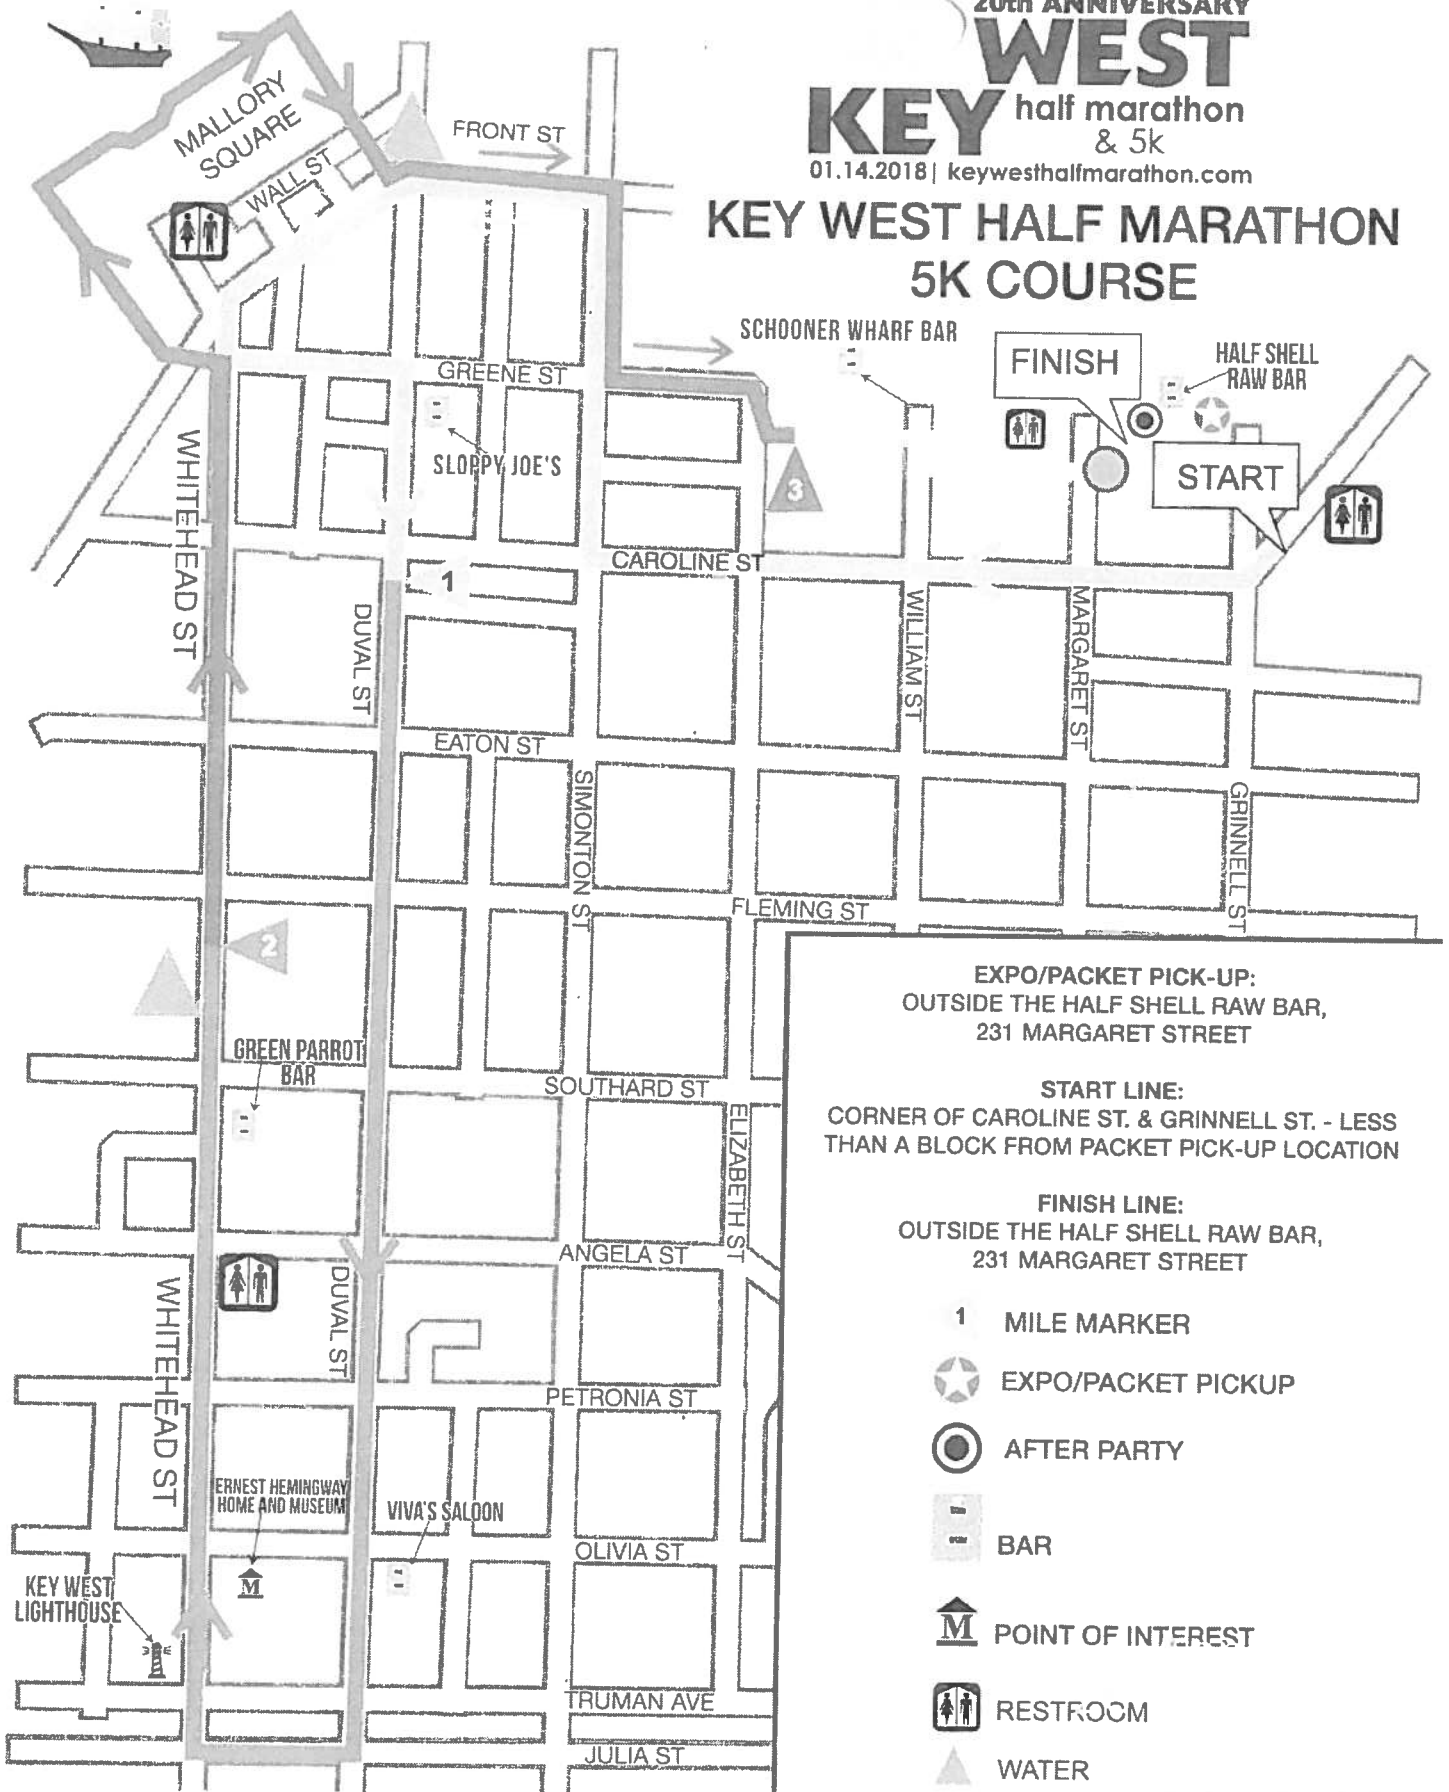 20th ANNIVERSARY
WEST
KEY half marathon
& 5k
01.14.2018| keywesthalfmarathon.com
KEY WEST HALF MARATHON
5K COURSE
MALLORY
SQUARE
WALL ST
FRONT ST
SCHOONER WHARF BAR
FINISH
HALF SHELL
RAW BAR
START
GREENE ST
SLOPPY JOE'S
3
WHITEHEAD ST
CAROLINE ST
1
DUVAL ST
WILLIAM ST
MARGARET ST
EATON ST
SIMONTON ST
GRINNELL ST
FLEMING ST
2
GREEN PARROT
BAR
SOUTHARD ST
ELIZABETH ST
ANGELA ST
DUVAL ST
WHITEHEAD ST
PETRONIA ST
ERNEST HEMINGWAY
HOME AND MUSEUM
VIVA'S SALOON
OLIVIA ST
M
KEY WEST
LIGHTHOUSE
TRUMAN AVE
JULIA ST
EXPO/PACKET PICK-UP:
OUTSIDE THE HALF SHELL RAW BAR,
231 MARGARET STREET
START LINE:
CORNER OF CAROLINE ST. & GRINNELL ST. - LESS
THAN A BLOCK FROM PACKET PICK-UP LOCATION
FINISH LINE:
OUTSIDE THE HALF SHELL RAW BAR,
231 MARGARET STREET
1 MILE MARKER
EXPO/PACKET PICKUP
AFTER PARTY
BAR
M POINT OF INTEREST
RESTROOM
WATER